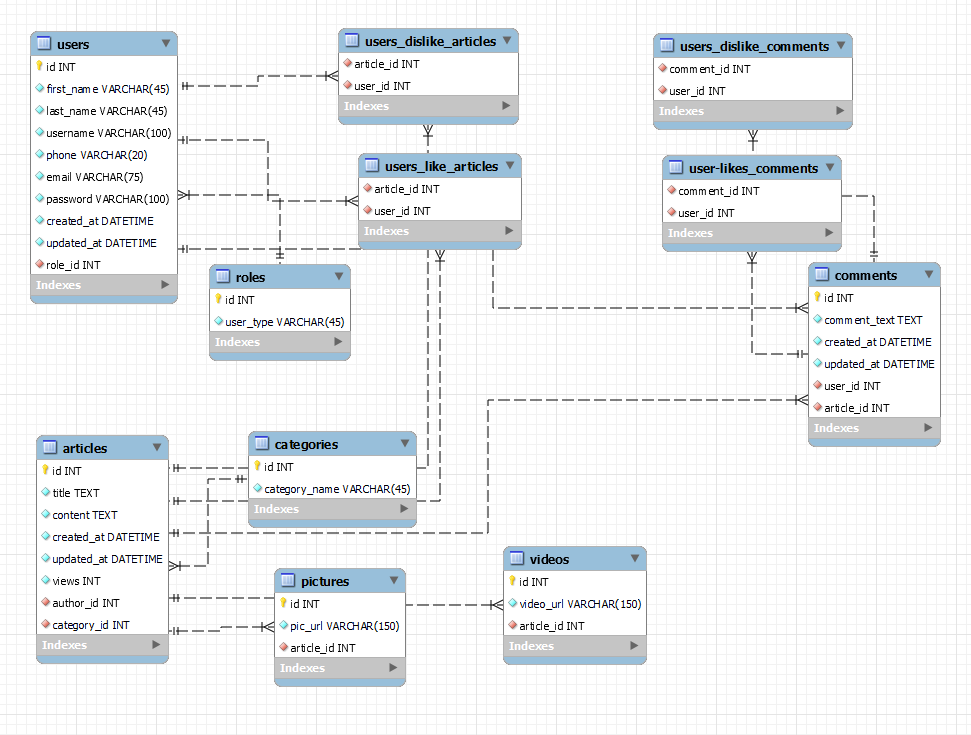 users
id INT
first_name VARCHAR(45)
last_name VARCHAR(45)
username VARCHAR(100)
phone VARCHAR(20)
email VARCHAR(75)
password VARCHAR(100)
created_at DATETIME
updated_at DATETIME
role_id INT
Indexes
users_dislike_articles
article_id INT
user_id INT
Indexes
users_dislike_comments
comment_id INT
user_id INT
Indexes
users_like_articles
article_id INT
user_id INT
Indexes
user-likes_comments
comment_id INT
user_id INT
Indexes
roles
id INT
user_type VARCHAR(45)
Indexes
comments
id INT
comment_text TEXT
created_at DATETIME
updated_at DATETIME
user_id INT
article_id INT
Indexes
articles
id INT
title TEXT
content TEXT
created_at DATETIME
updated_at DATETIME
views INT
author_id INT
category_id INT
Indexes
categories
id INT
category_name VARCHAR(45)
Indexes
pictures
id INT
pic_url VARCHAR(150)
article_id INT
Indexes
videos
id INT
video_url VARCHAR(150)
article_id INT
Indexes